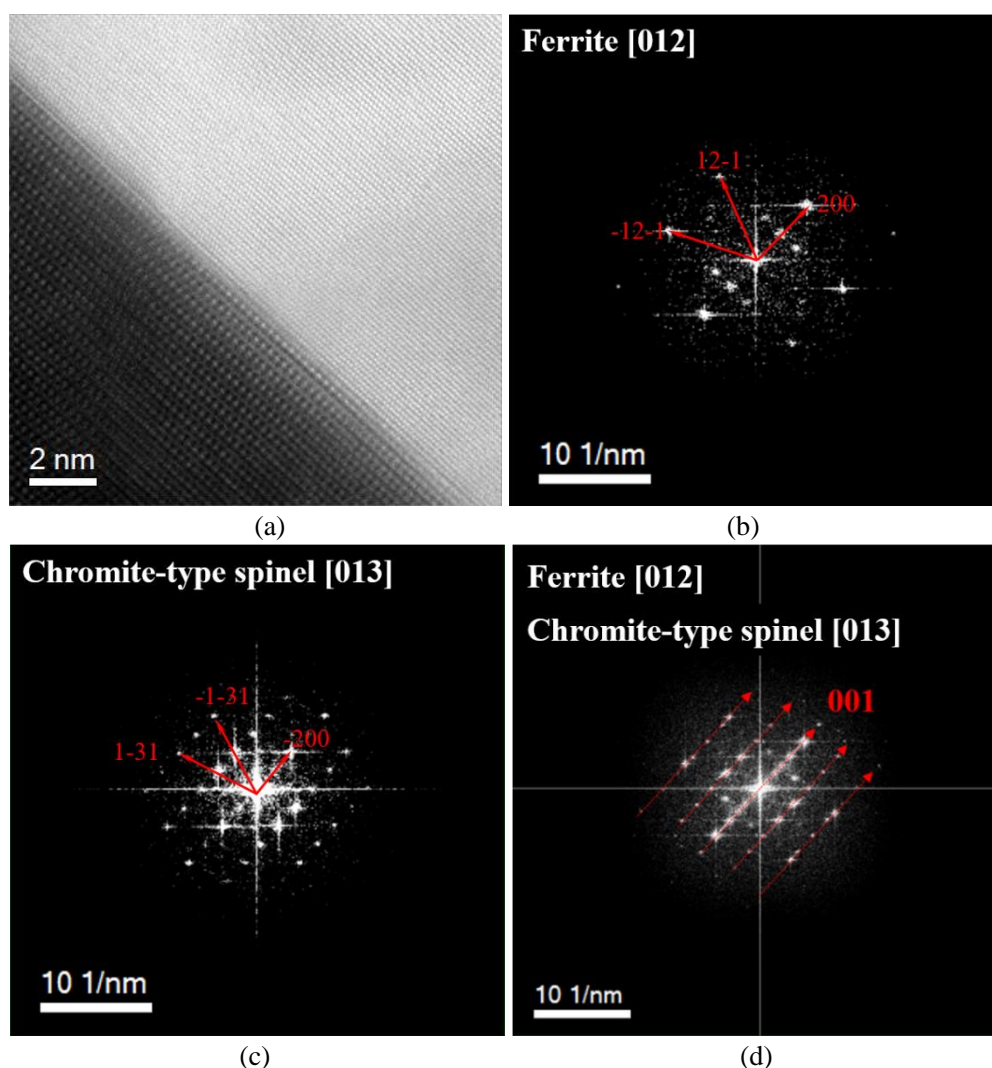 2 nm
(a)
Ferrite [012]
12-1
200
-12-1
10 1/nm
(b)
Chromite-type spinel [013]
-1-31
-200
1-31
10 1/nm
(c)
Ferrite [012]
Chromite-type spinel [013]
001
10 1/nm
(d)